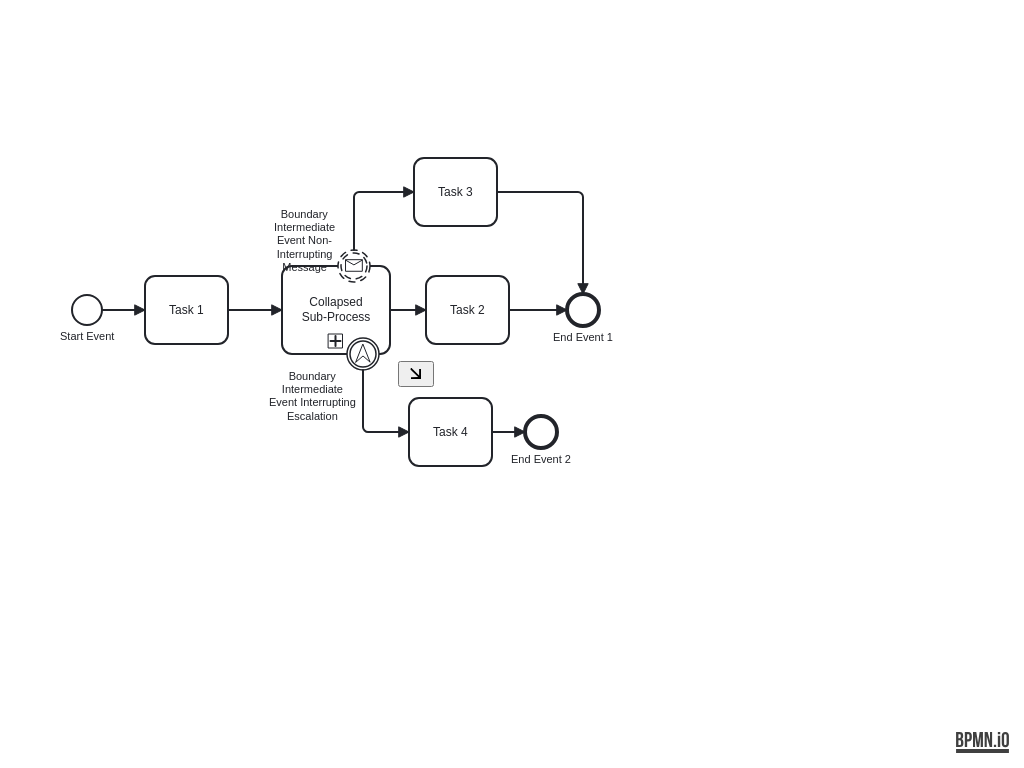 Task 3
Boundary
Intermediate
Event Non-
Interrupting
Message
Start Event
Task 1
Collapsed
Sub-Process
Task 2
End Event 1
Boundary
Intermediate
Event Interrupting
Escalation
Task 4
End Event 2
BPMN.iO